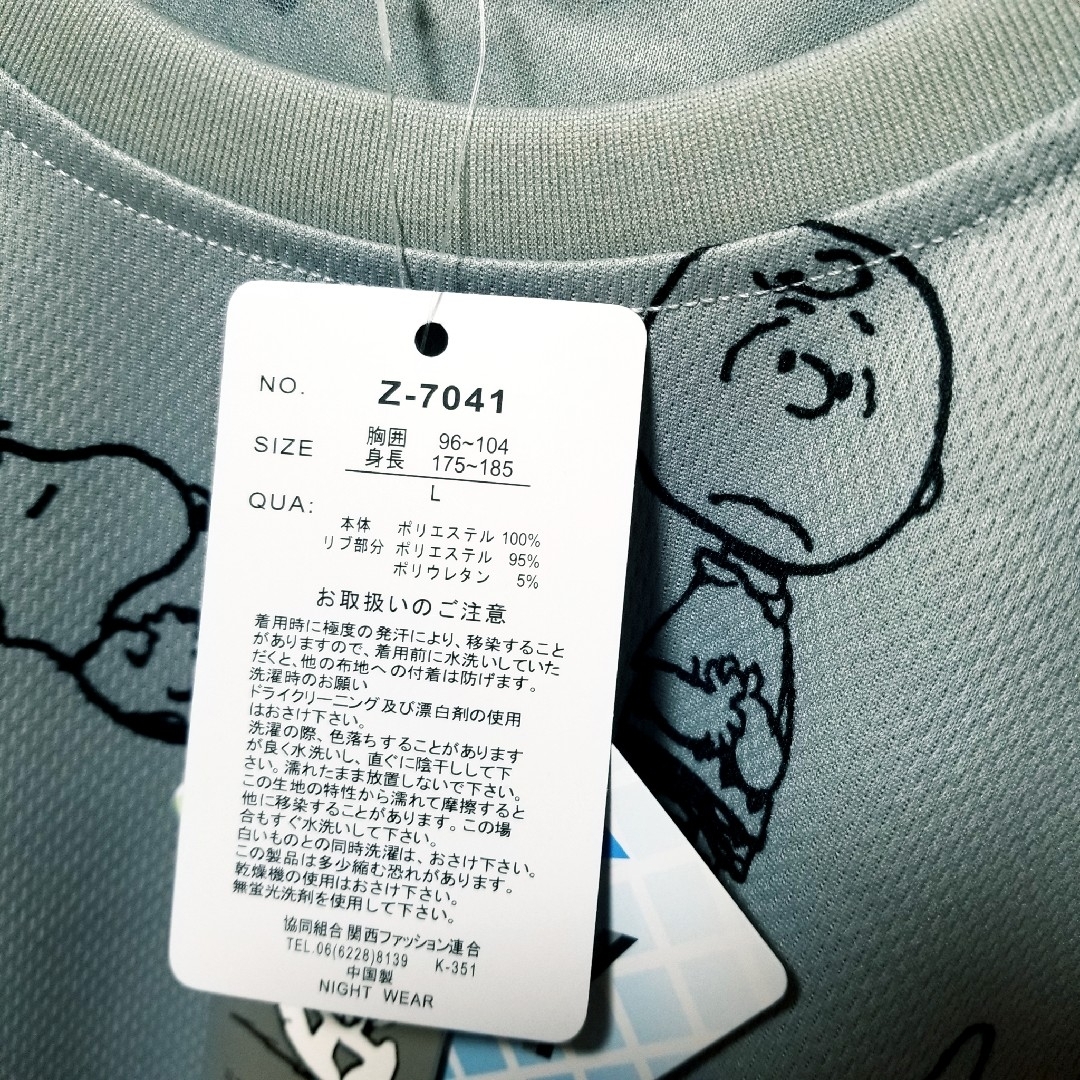 NO. Z-7041
SIZE 胸囲 96~104
身長 175~185
L
QUA:
本体 ポリエステル 100%
リブ部分 ポリエステル 95%
ポリウレタン 5%
お取扱いのご注意
着用時に極度の発汗により、移染すること
がありますので、着用前に水洗いしていた
だくと、他の布地への付着は防げます。
洗濯時のお願い
ドライクリーニング及び漂白剤の使用
はおさけ下さい。
洗濯の際、色落ちすることがあります
が良く水洗いし、直ぐに陰干しして下
さい。濡れたまま放置しないで下さい。
この生地の特性から濡れて摩擦すると
他に移染することがあります。この場
合もすぐ水洗いして下さい。
白いものとの同時洗濯は、おさけ下さい。
この製品は多少縮む恐れがあります。
乾燥機の使用はおさけ下さい。
無蛍光洗剤を使用して下さい。
協同組合 関西ファッション連合
TEL.06(6228)8139 K-351
中国製
NIGHT WEAR